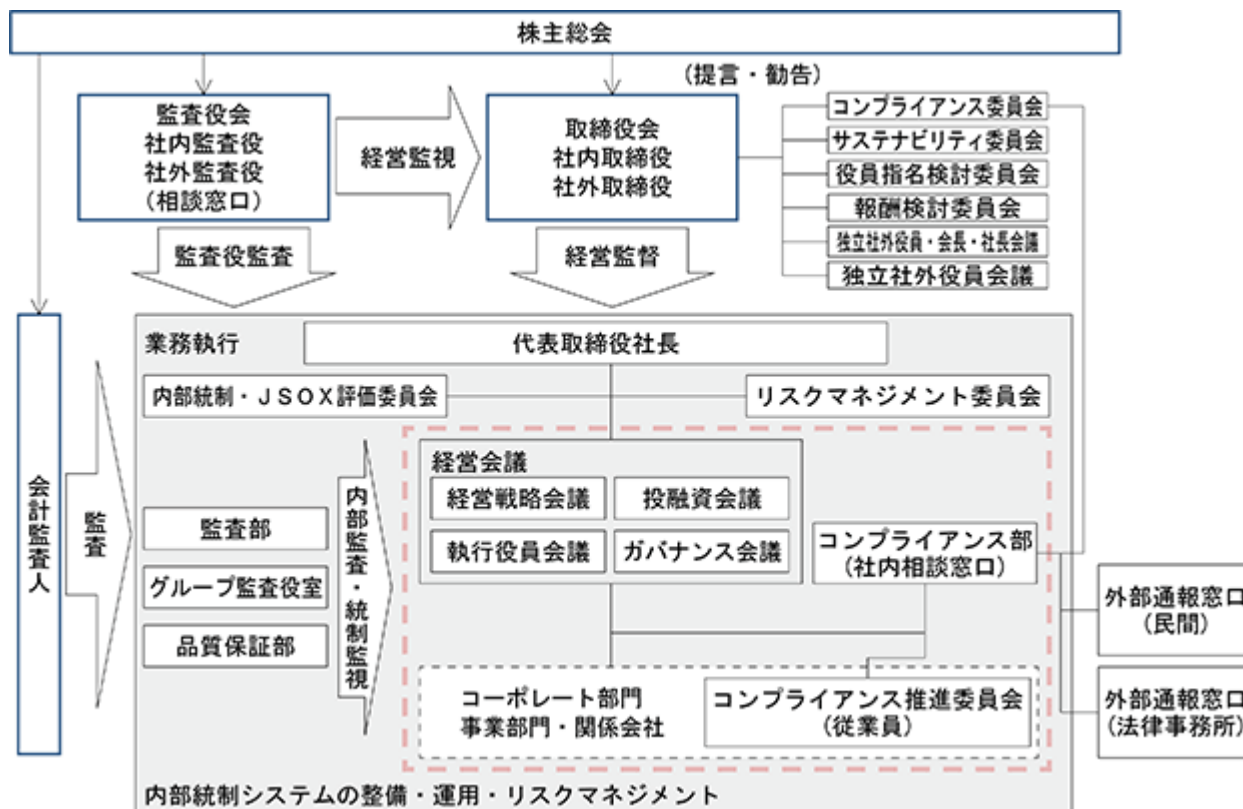 株主総会
(提言・勧告)
監査役会
社内監査役
社外監査役
(相談窓口)
経営監視
取締役会
社内取締役
社外取締役
コンプライアンス委員会
サステナビリティ委員会
役員指名検討委員会
報酬検討委員会
独立社外役員・会長・社長会議
独立社外役員会議
監査役監査
経営監督
会計監査人
監査
業務執行
代表取締役社長
内部統制・JSOX評価委員会
リスクマネジメント委員会
監査部
グループ監査役室
品質保証部
内部監査・統制監視
経営会議
経営戦略会議
投融資会議
執行役員会議
ガバナンス会議
コンプライアンス部
(社内相談窓口)
コーポレート部門
事業部門・関係会社
コンプライアンス推進委員会
(従業員)
外部通報窓口
(民間)
外部通報窓口
(法律事務所)
内部統制システムの整備・運用・リスクマネジメント